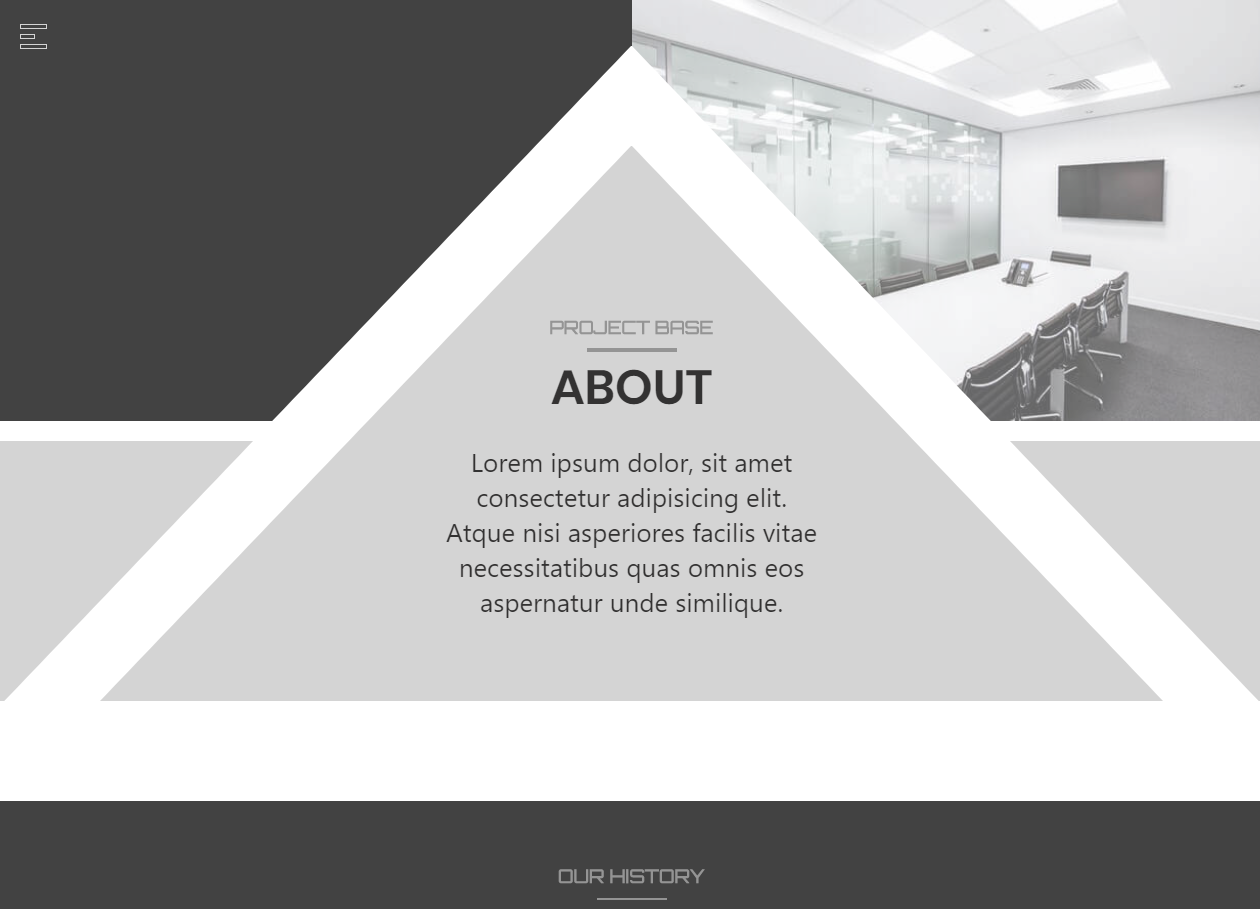 PROJECT BASE
ABOUT
Lorem ipsum dolor, sit amet
consectetur adipisicing elit.
Atque nisi asperiores facilis vitae
necessitatibus quas omnis eos
aspernatur unde similique.
OUR HISTORY